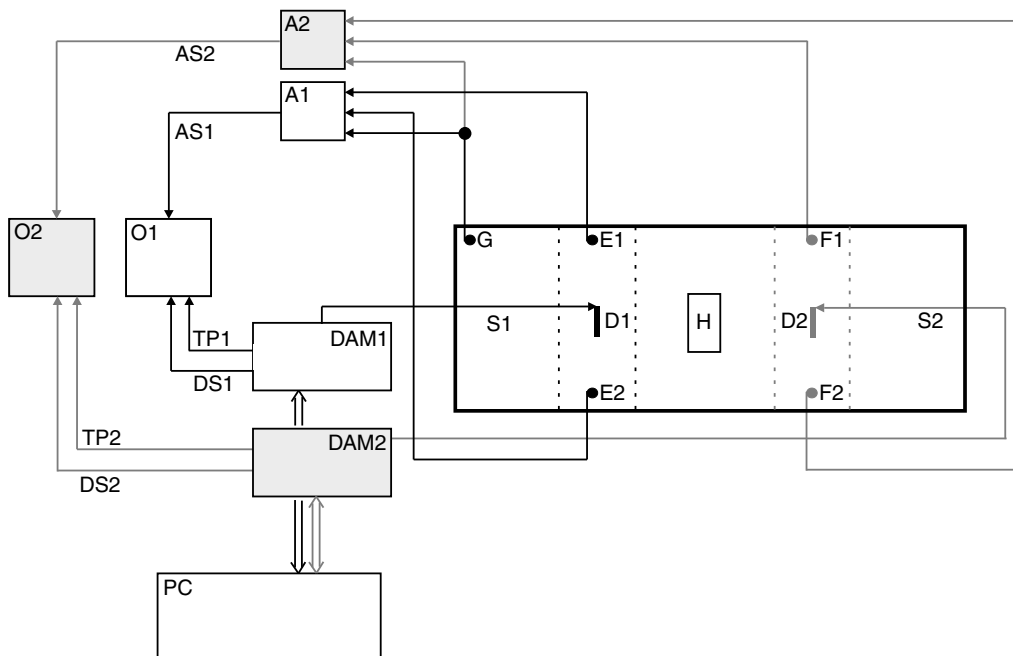 A2
AS2
A1
AS1
O2
O1
G
E1
F1
TP1
DAM1
S1
D1
H
D2
S2
DS1
E2
F2
TP2
DAM2
DS2
PC